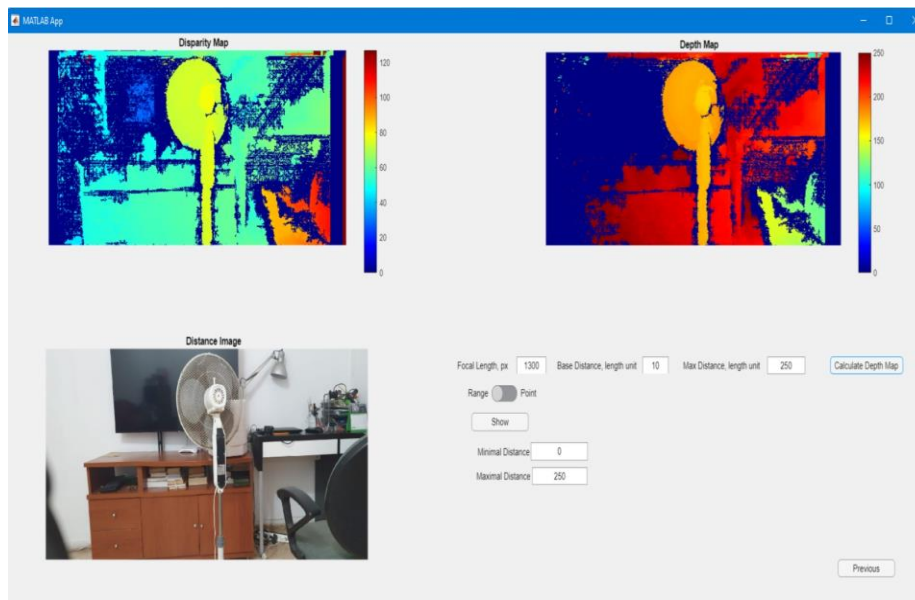 MATLAB App
Disparity Map
120
100
80
60
40
20
0
Depth Map
250
200
150
100
50
0
Distance Image
Focal Length, px 1300 Base Distance, length unit 10 Max Distance, length unit 250 Calculate Depth Map
Range Point
Show
Minimal Distance 0
Maximal Distance 250
Previous